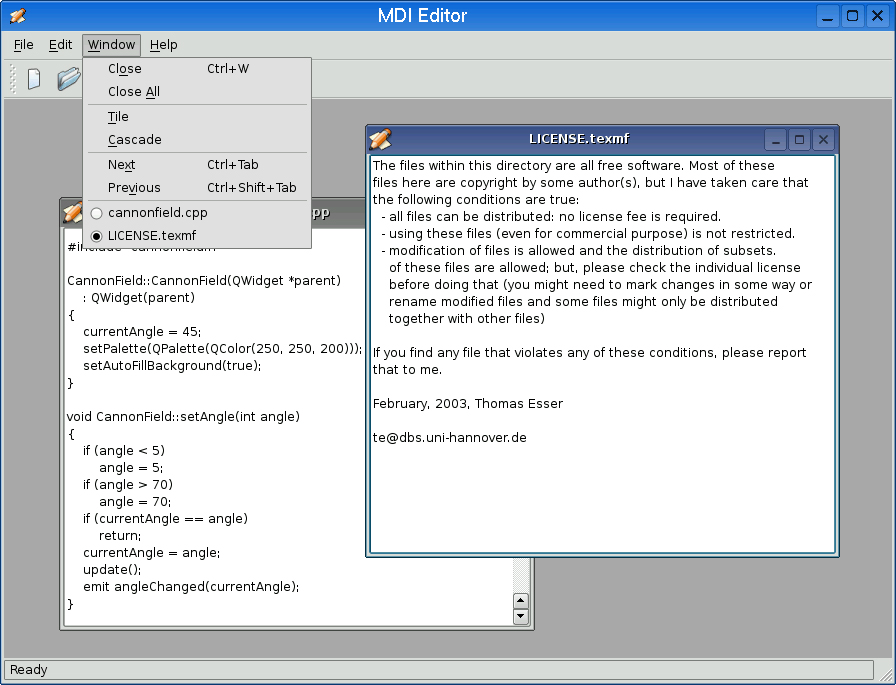 MDI Editor
File Edit Window Help
Close Ctrl+W
Close All
Tile
Cascade
Next Ctrl+Tab
Previous Ctrl+Shift+Tab
cannonfield.cpp
LICENSE.texmf
pp
CannonField::CannonField(QWidget *parent)
: QWidget(parent)
{
currentAngle = 45;
setPalette(QPalette(QColor(250, 250, 200)));
setAutoFillBackground(true);
}
void CannonField::setAngle(int angle)
{
if (angle < 5)
angle = 5;
if (angle > 70)
angle = 70;
if (currentAngle == angle)
return;
currentAngle = angle;
update();
emit angleChanged(currentAngle);
}
LICENSE.texmf
The files within this directory are all free software. Most of these
files here are copyright by some author(s), but I have taken care that
the following conditions are true:
- all files can be distributed: no license fee is required.
- using these files (even for commercial purpose) is not restricted.
- modification of files is allowed and the distribution of subsets.
of these files are allowed; but, please check the individual license
before doing that (you might need to mark changes in some way or
rename modified files and some files might only be distributed
together with other files)
If you find any file that violates any of these conditions, please report
that to me.
February, 2003, Thomas Esser
te@dbs.uni-hannover.de
Ready